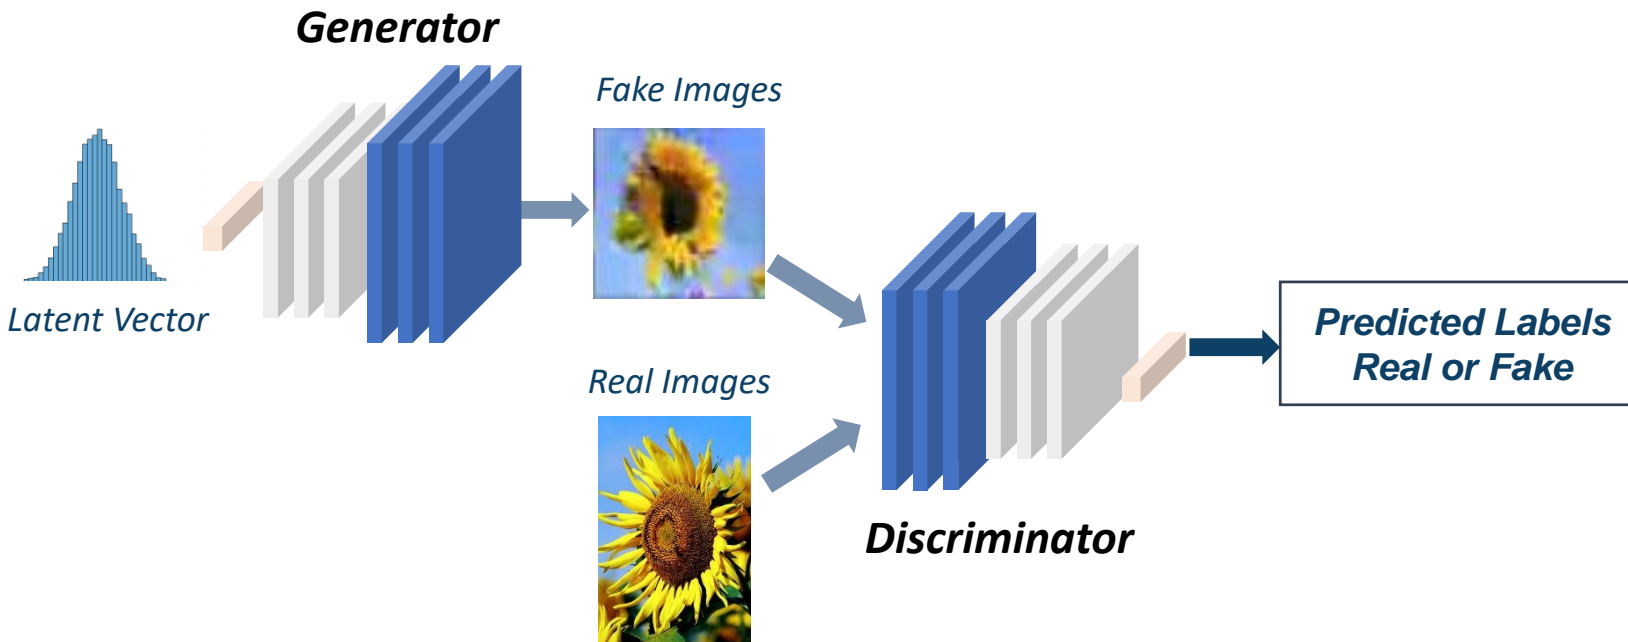 Generator
Fake Images
Latent Vector
Real Images
Predicted Labels
Real or Fake
Discriminator